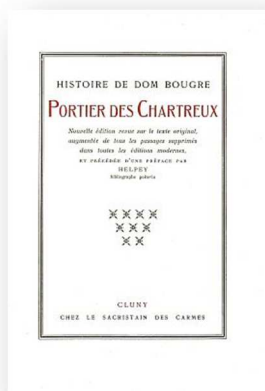 HISTOIRE DE DOM BOUGRE
PORTIER DES CHARTREUX
Nouvelle édition revue sur le texte original,
augmentée de tous les passages supprimés
dans toutes les éditions modernes,
ET PRÉCÉDÉE D'UNE PRÉFACE PAR
HELPEY
bibliographe poitevin
CLUNY
CHEZ LE SACRISTAIN DES CARMES